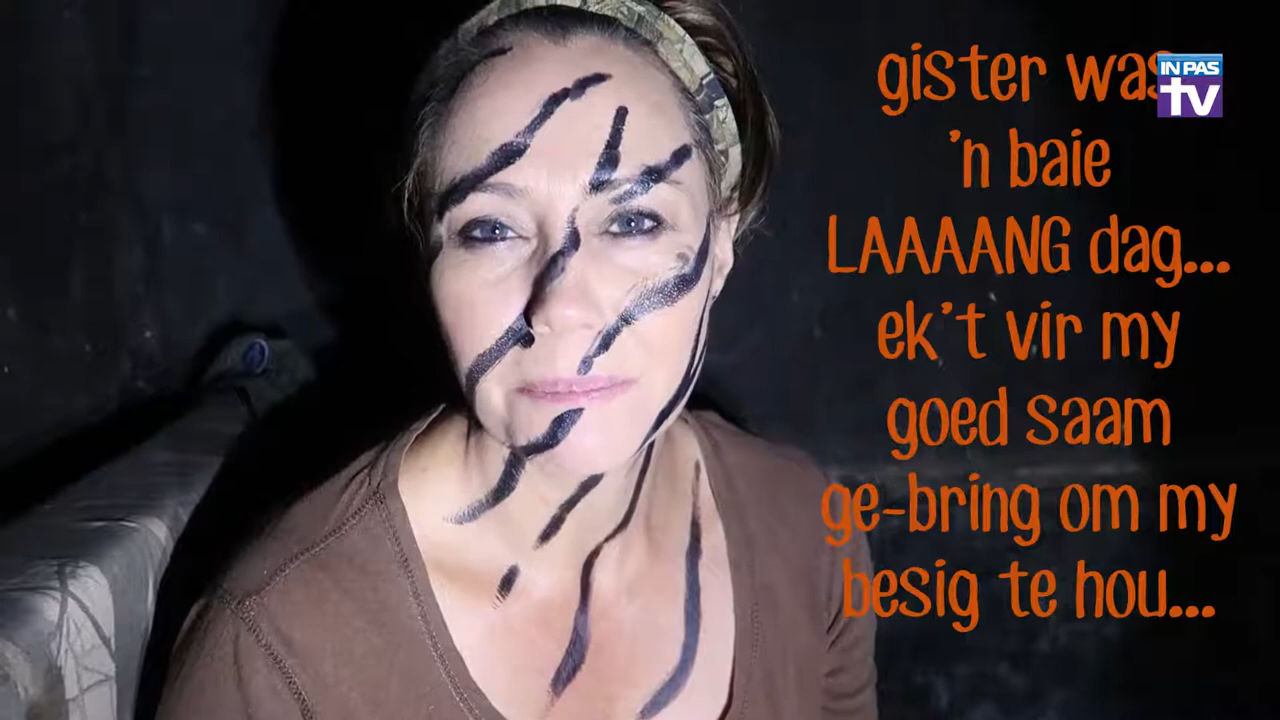 gister was
'n baie
LAAAANG dag...
ek't vir my
goed saam
ge-bring om my
besig te hou...
IN PAS
tv